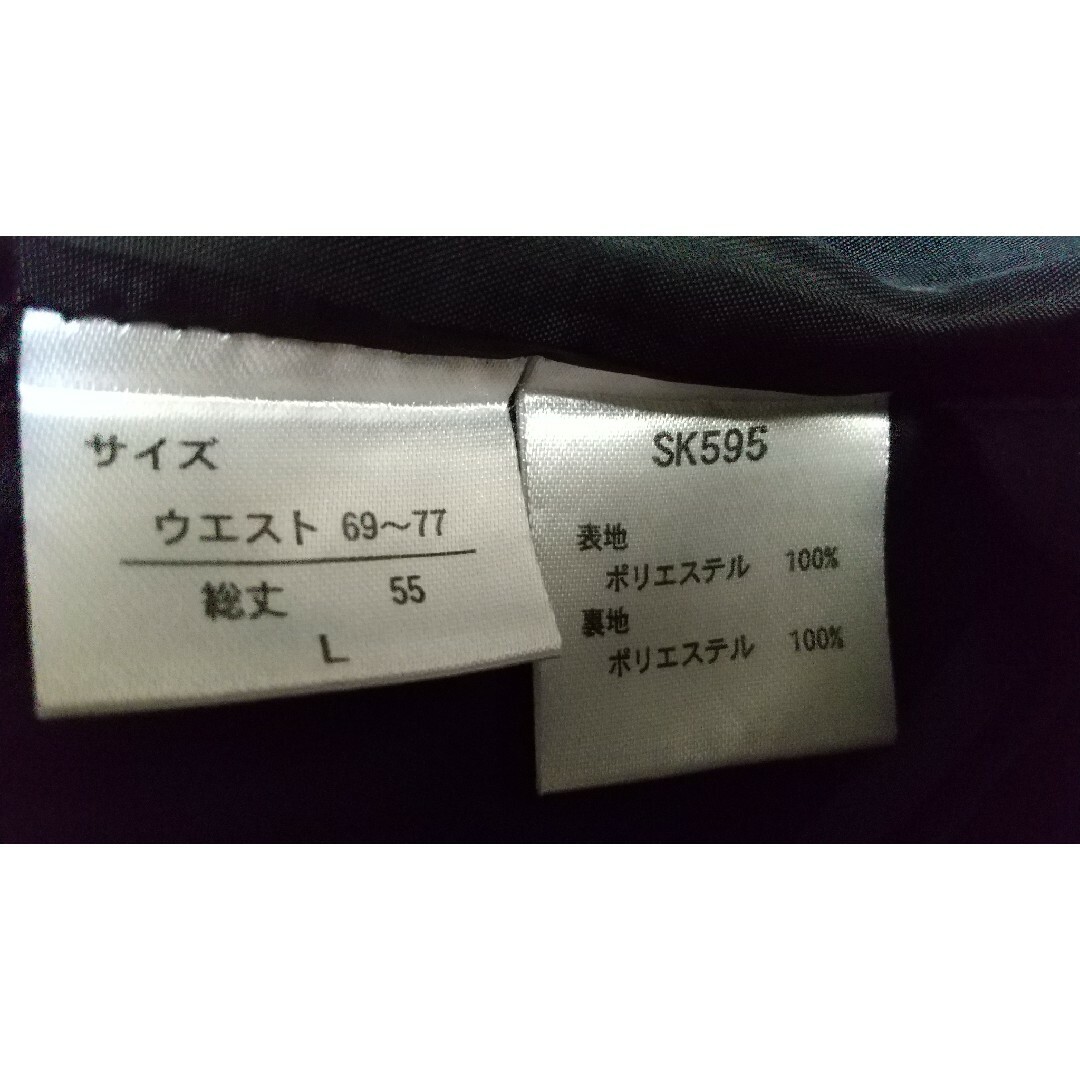 サイズ
ウエスト 69～77
総丈 55
L
SK595
表地
ポリエステル 100%
裏地
ポリエステル 100%